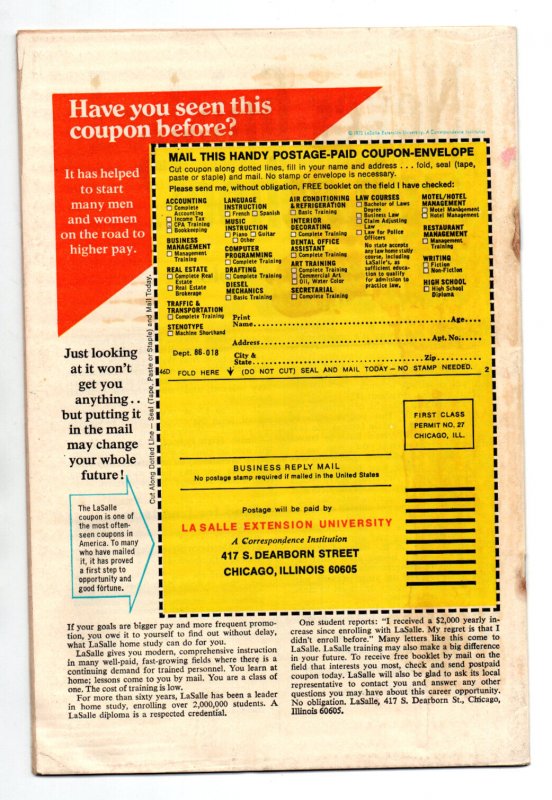 Have you seen this
coupon before?
© 1975 LaSalle Extension University, A Correspondence Institution
It has helped
to start
many men
and women
on the road to
higher pay.
MAIL THIS HANDY POSTAGE-PAID COUPON-ENVELOPE
Cut coupon along dotted lines, fill in your name and address . . . fold, seal (tape,
paste or staple) and mail. No stamp or envelope is necessary.
Please send me, without obligation, FREE booklet on the field I have checked:
ACCOUNTING
Complete
Accounting
Income Tax
CPA Training
Bookkeeping
BUSINESS
MANAGEMENT
Management
Training
REAL ESTATE
Complete Real
Estate
Real Estate
Brokerage
TRAFFIC &
TRANSPORTATION
Complete Training
STENOTYPE
Machine Shorthand
LANGUAGE
INSTRUCTION
French Spanish
MUSIC
INSTRUCTION
Piano Guitar
Other
COMPUTER
PROGRAMMING
Complete Training
DRAFTING
Complete Training
DIESEL
MECHANICS
Basic Training
AIR CONDITIONING
& REFRIGERATION
Basic Training
INTERIOR
DECORATING
Complete Training
DENTAL OFFICE
ASSISTANT
Complete Training
ART TRAINING
Complete Training
Commercial Art
Oil, Water Color
SECRETARIAL
Complete Training
LAW COURSES
Bachelor of Laws
Degree
Business Law
Claim Adjusting
Law
Law for Police
Officers
No state accepts
any law home study
course, including
LaSalle's, as
sufficient educa-
tion to qualify
for admission to
practice law.
MOTEL/HOTEL
MANAGEMENT
Motel Management
Hotel Management
RESTAURANT
MANAGEMENT
Management
Training
WRITING
Fiction
Non-Fiction
HIGH SCHOOL
High School
Diploma
Print
Name Age
Address Apt. No.
Dept. 86-018 City &
State Zip
46D FOLD HERE ↓ (DO NOT CUT) SEAL AND MAIL TODAY – NO STAMP NEEDED. 2
Cut Along Dotted Line — Seal (Tape, Paste or Staple) and Mail Today.
Just looking
at it won't
get you
anything..
but putting it
in the mail
may change
your whole
future!
FIRST CLASS
PERMIT NO. 27
CHICAGO, ILL.
BUSINESS REPLY MAIL
No postage stamp required if mailed in the United States
Postage will be paid by
LA SALLE EXTENSION UNIVERSITY
A Correspondence Institution
417 S. DEARBORN STREET
CHICAGO, ILLINOIS 60605
The LaSalle
coupon is one of
the most often-
seen coupons in
America. To many
who have mailed
it, it has proved
a first step to
opportunity and
good fortune.
If your goals are bigger pay and more frequent promo-
tion, you owe it to yourself to find out without delay,
what LaSalle home study can do for you.
LaSalle gives you modern, comprehensive instruction
in many well-paid, fast-growing fields where there is a
continuing demand for trained personnel. You learn at
home; lessons come to you by mail. You are a class of
one. The cost of training is low.
For more than sixty years, LaSalle has been a leader
in home study, enrolling over 2,000,000 students. A
LaSalle diploma is a respected credential.
One student reports: "I received a $2,000 yearly in-
crease since enrolling with LaSalle. My regret is that I
didn't enroll before." Many letters like this come to
LaSalle. LaSalle training may also make a big difference
in your future. To receive free booklet by mail on the
field that interests you most, check and send postpaid
coupon today. LaSalle will also be glad to ask its local
representative to contact you and answer any other
questions you may have about this career opportunity.
No obligation. LaSalle, 417 S. Dearborn St., Chicago,
Illinois 60605.